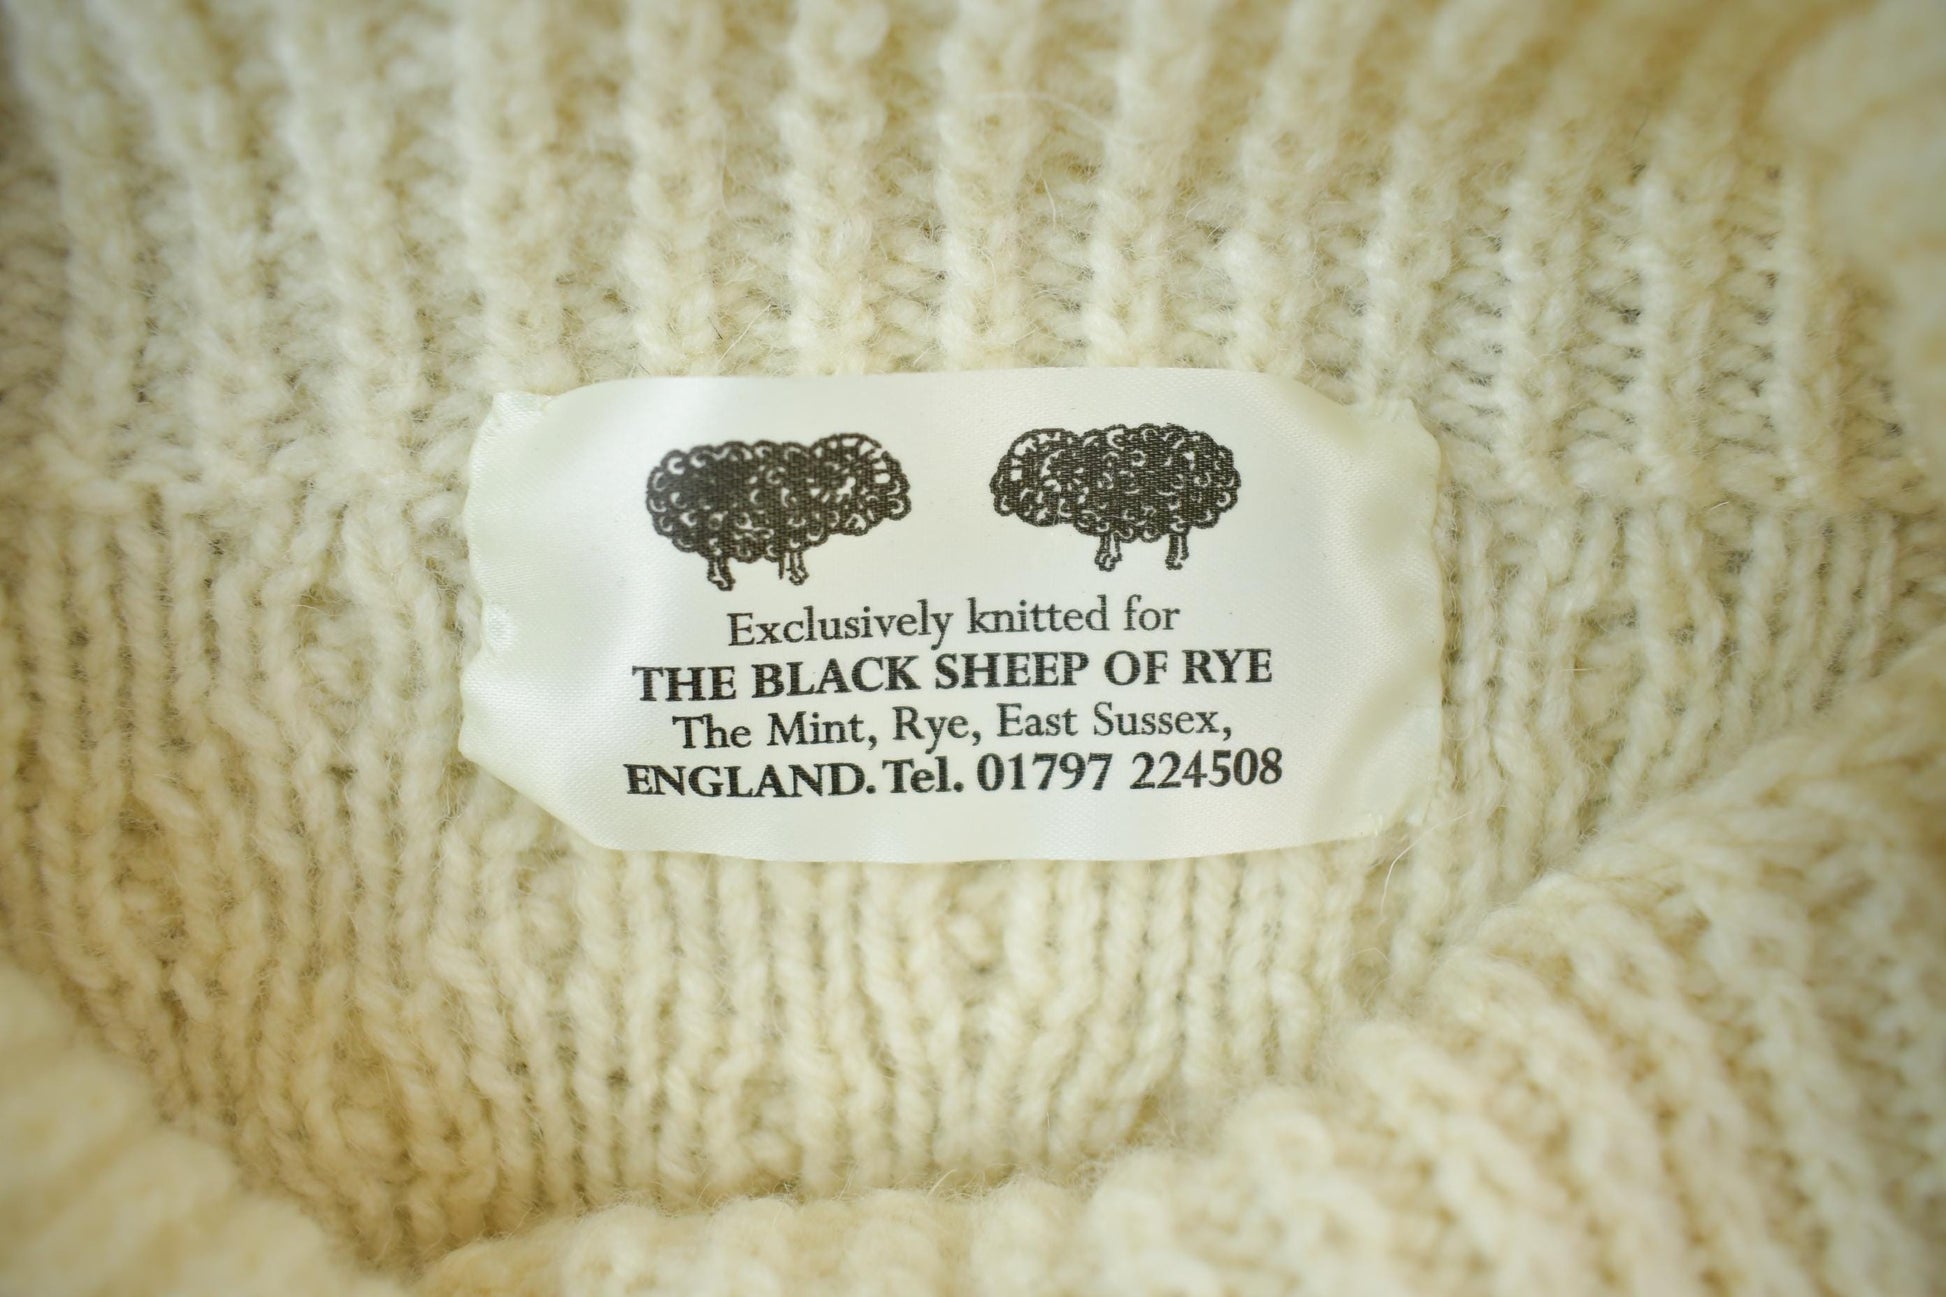 Exclusively knitted for
THE BLACK SHEEP OF RYE
The Mint, Rye, East Sussex,
ENGLAND. Tel. 01797 224508